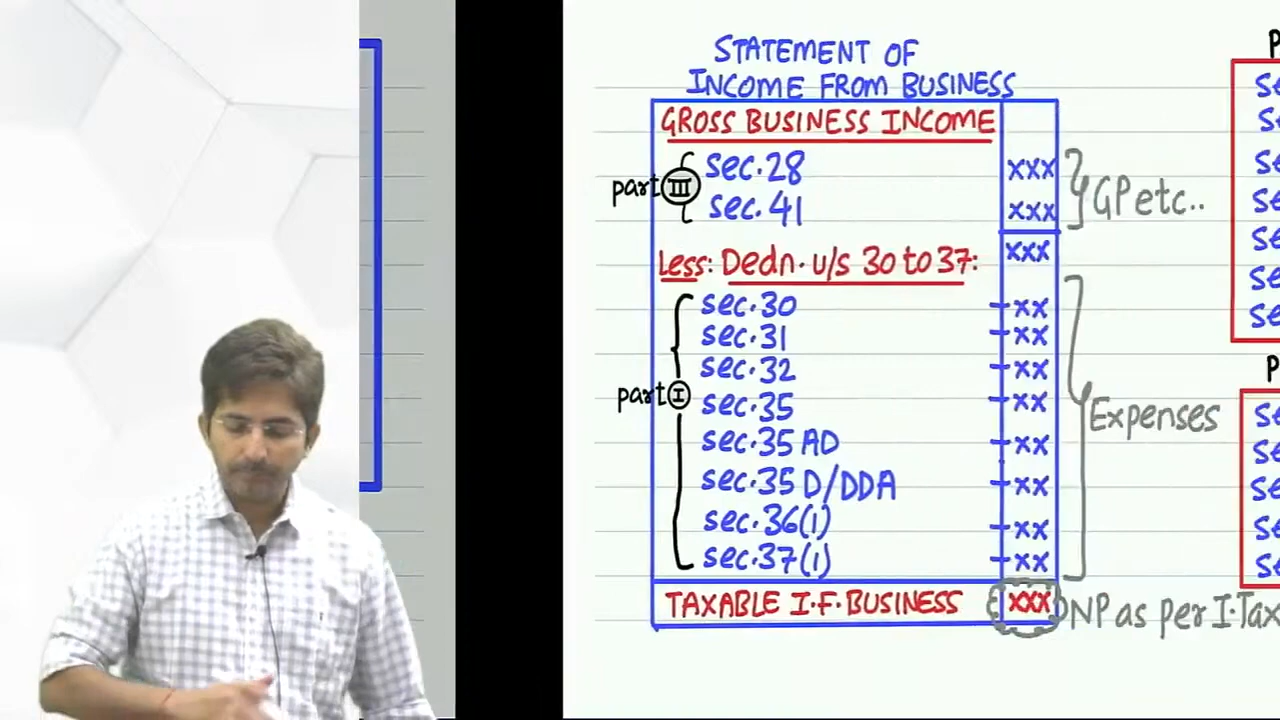 STATEMENT OF
INCOME FROM BUSINESS
GROSS BUSINESS INCOME
part III
sec.28 xxx
sec.41 xxx
GP etc..
Less: Dedn. u/s 30 to 37: xxx
part I
sec.30 -xx
sec.31 -xx
sec.32 -xx
sec.35 -xx
sec.35 AD -xx
sec.35 D/DDA -xx
sec.36(1) -xx
sec.37(1) -xx
Expenses
TAXABLE I.F.BUSINESS xxx
NP as per I.Tax